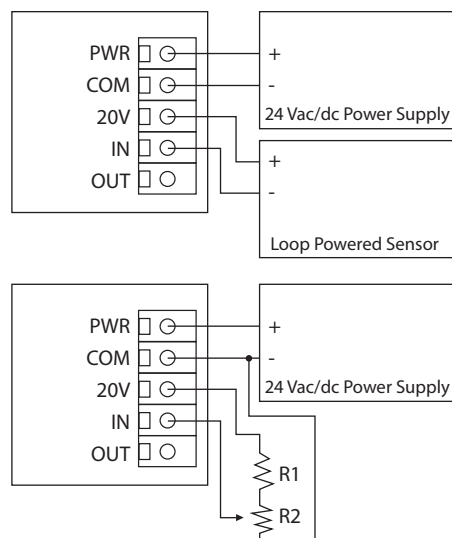 PWR
COM
20V
IN
OUT
+
-
24 Vac/dc Power Supply
+
-
Loop Powered Sensor
PWR
COM
20V
IN
OUT
+
-
24 Vac/dc Power Supply
R1
R2